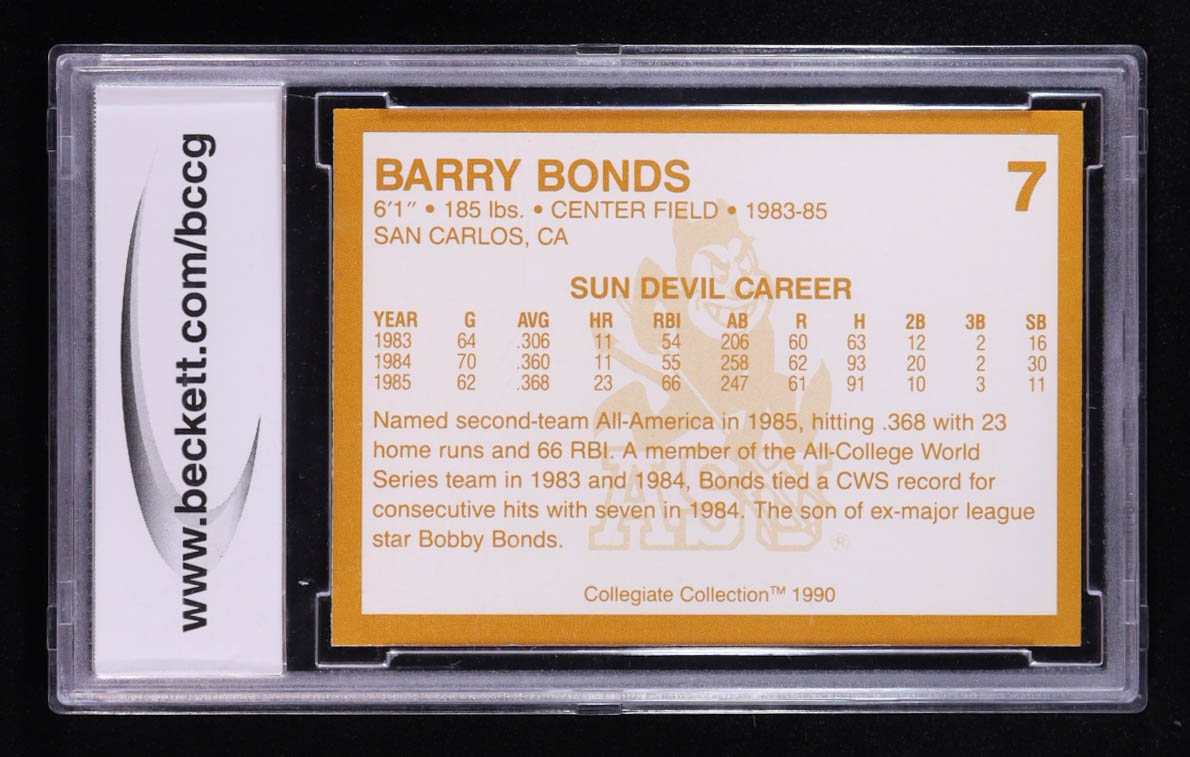 www.beckett.com/bccg
BARRY BONDS
7
6'1" • 185 lbs. • CENTER FIELD • 1983-85
SAN CARLOS, CA
SUN DEVIL CAREER
YEAR G AVG HR RBI AB R H 2B 3B SB
1983 64 .306 11 54 206 60 63 12 2 16
1984 70 .360 11 55 258 62 93 20 2 30
1985 62 .368 23 66 247 61 91 10 3 11
Named second-team All-America in 1985, hitting .368 with 23
home runs and 66 RBI. A member of the All-College World
Series team in 1983 and 1984, Bonds tied a CWS record for
consecutive hits with seven in 1984. The son of ex-major league
star Bobby Bonds.
ASU ®
Collegiate Collection™ 1990